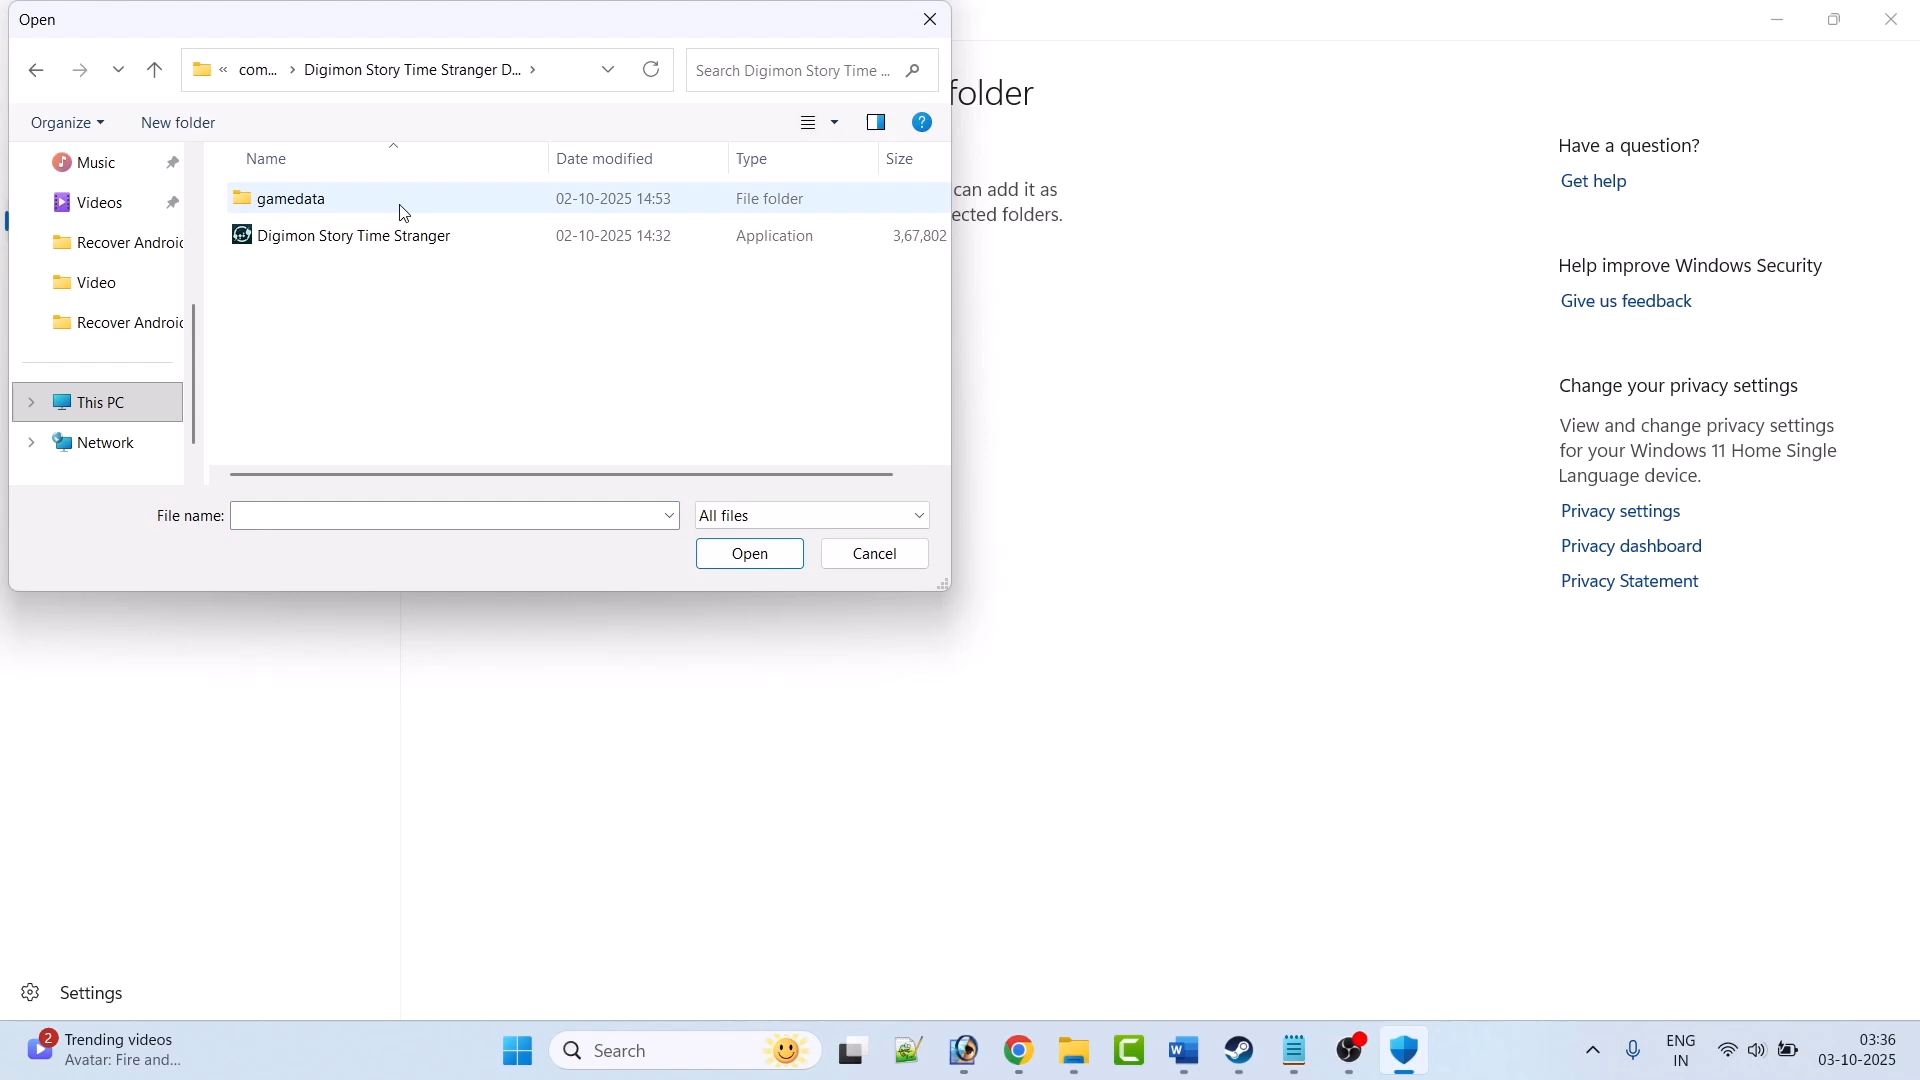 Open
com... > Digimon Story Time Stranger D... >
Search Digimon Story Time ...
Organize
New folder
Name
Date modified
Type
Size
Music
Videos
Recover Androic
Video
Recover Androic
This PC
Network
gamedata
02-10-2025 14:53
File folder
Digimon Story Time Stranger
02-10-2025 14:32
Application
3,67,802
File name:
All files
Open
Cancel
folder
can add it as
ected folders.
Have a question?
Get help
Help improve Windows Security
Give us feedback
Change your privacy settings
View and change privacy settings
for your Windows 11 Home Single
Language device.
Privacy settings
Privacy dashboard
Privacy Statement
Settings
2
Trending videos
Avatar: Fire and...
Search
ENG
IN
03:36
03-10-2025